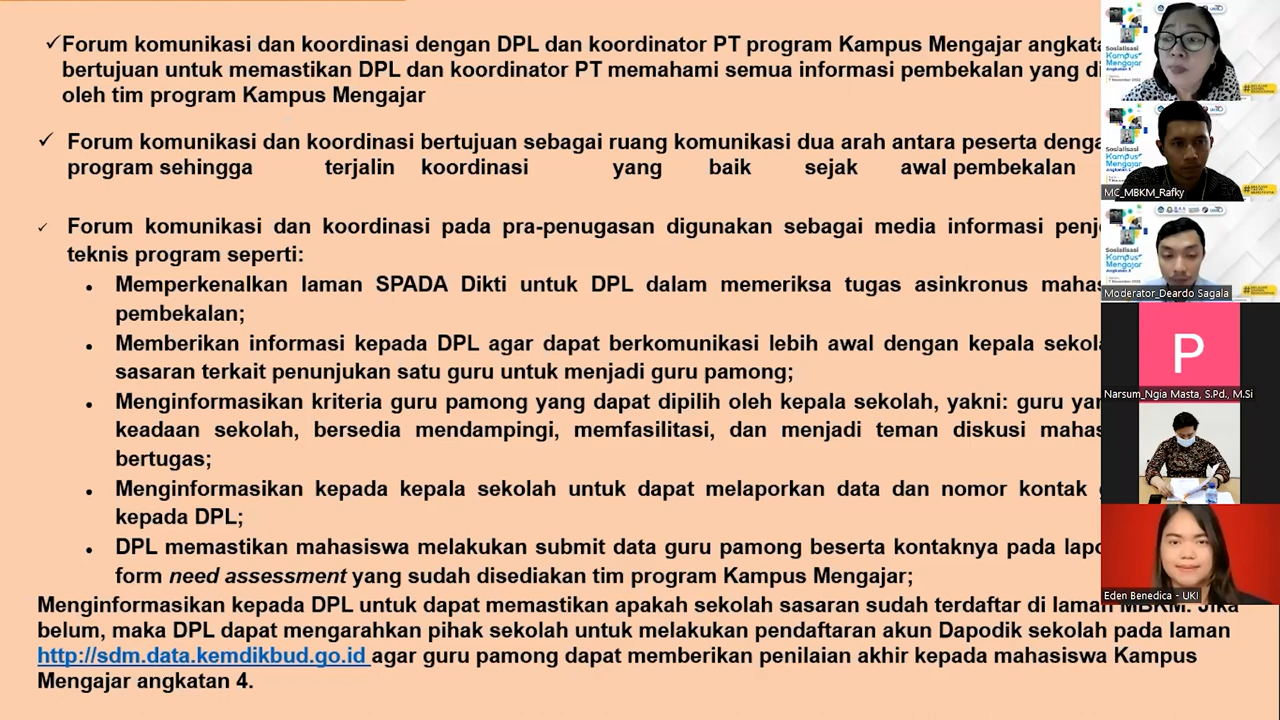 ✓Forum komunikasi dan koordinasi dengan DPL dan koordinator PT program Kampus Mengajar
bertujuan untuk memastikan DPL dan koordinator PT memahami semua informasi pembekalan yang
oleh tim program Kampus Mengajar
✓ Forum komunikasi dan koordinasi bertujuan sebagai ruang komunikasi dua arah antara peserta
program sehingga terjalin koordinasi yang baik sejak awal pembekalan
✓ Forum komunikasi dan koordinasi pada pra-penugasan digunakan sebagai media informasi
teknis program seperti:
• Memperkenalkan laman SPADA Dikti untuk DPL dalam memeriksa tugas asinkronus
pembekalan;
• Memberikan informasi kepada DPL agar dapat berkomunikasi lebih awal dengan kepala
sasaran terkait penunjukan satu guru untuk menjadi guru pamong;
• Menginformasikan kriteria guru pamong yang dapat dipilih oleh kepala sekolah, yakni: guru
keadaan sekolah, bersedia mendampingi, memfasilitasi, dan menjadi teman diskusi
bertugas;
• Menginformasikan kepada kepala sekolah untuk dapat melaporkan data dan nomor kontak
kepada DPL;
• DPL memastikan mahasiswa melakukan submit data guru pamong beserta kontaknya pada
form need assessment yang sudah disediakan tim program Kampus Mengajar;
Menginformasikan kepada DPL untuk dapat memastikan apakah sekolah sasaran sudah terdaftar di laman MBKM. Jika
belum, maka DPL dapat mengarahkan pihak sekolah untuk melakukan pendaftaran akun Dapodik sekolah pada laman
http://sdm.data.kemdikbud.go.id agar guru pamong dapat memberikan penilaian akhir kepada mahasiswa Kampus
Mengajar angkatan 4.
Sosialisasi
Kampus
Mengajar
MC_MBKM_Rafky
Sosialisasi
Kampus
Mengajar
Moderator_Deardo Sagala
Sosialisasi
Kampus
Mengajar
P
Narsum_Ngia Masta, S.Pd., M.Si
Eden Benedica - UKI